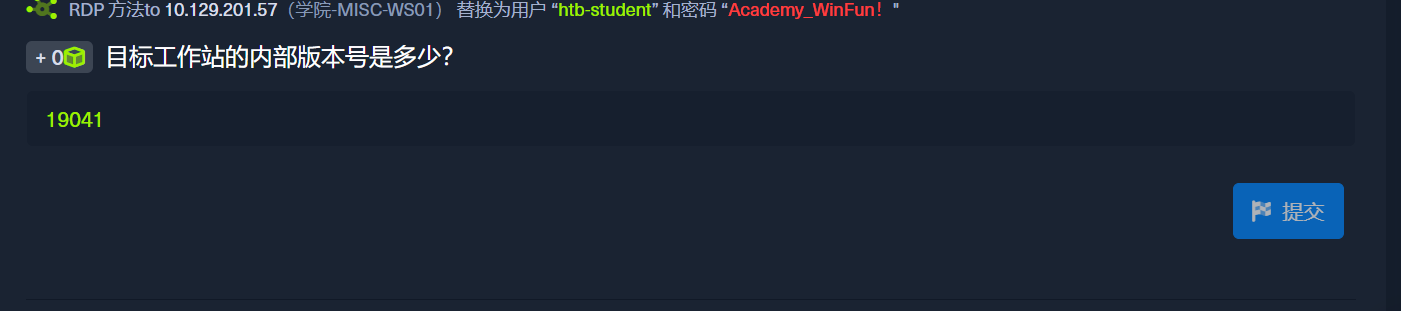 RDP 方法to 10.129.201.57（学院-MISC-WS01） 替换为用户 “htb-student” 和密码 “Academy_WinFun！"
+ 0 目标工作站的内部版本号是多少？
19041
提交